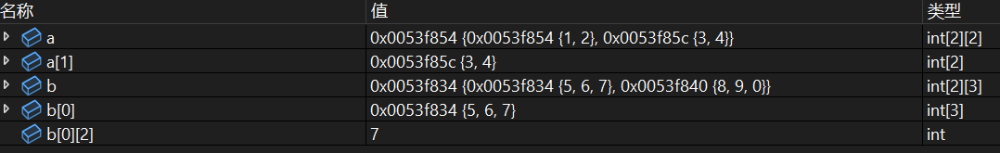 名称 值 类型
a 0x0053f854 {0x0053f854 {1, 2}, 0x0053f85c {3, 4}} int[2][2]
a[1] 0x0053f85c {3, 4} int[2]
b 0x0053f834 {0x0053f834 {5, 6, 7}, 0x0053f840 {8, 9, 0}} int[2][3]
b[0] 0x0053f834 {5, 6, 7} int[3]
b[0][2] 7 int